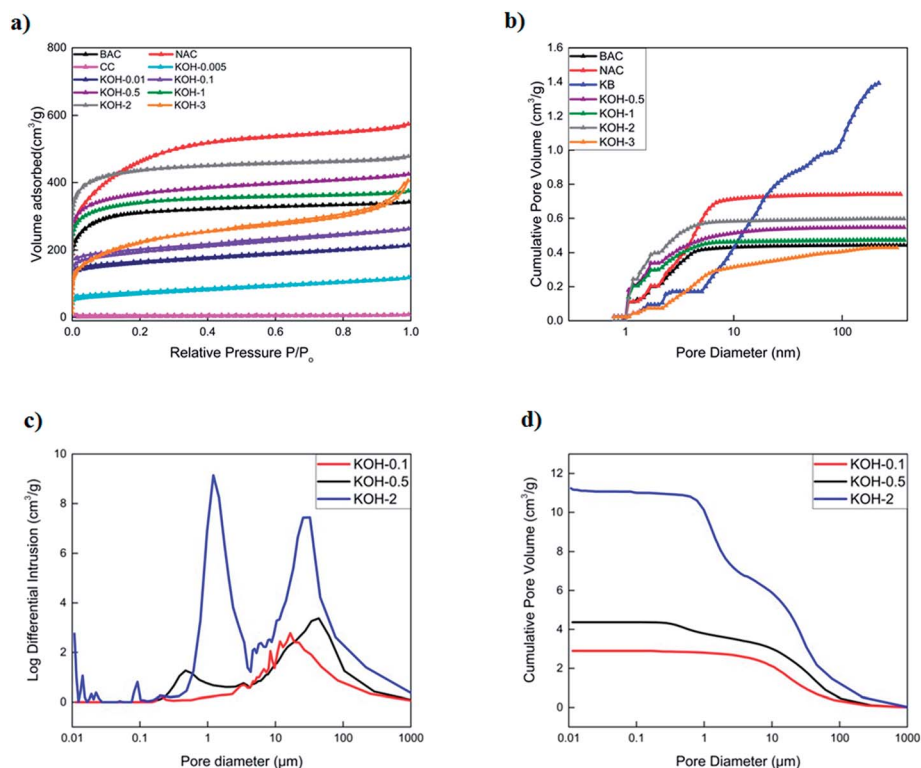 a)
800
600
400
200
0
0.0 0.2 0.4 0.6 0.8 1.0
Volume adsorbed(cm³/g)
Relative Pressure P/Pₒ
BAC NAC
CC KOH-0.005
KOH-0.01 KOH-0.1
KOH-0.5 KOH-1
KOH-2 KOH-3
b)
1.6
1.4
1.2
1.0
0.8
0.6
0.4
0.2
0.0
1 10 100
Cumulative Pore Volume (cm³/g)
Pore Diameter (nm)
BAC
NAC
KB
KOH-0.5
KOH-1
KOH-2
KOH-3
c)
10
8
6
4
2
0
0.01 0.1 1 10 100 1000
Log Differential Intrusion (cm³/g)
Pore diameter (µm)
KOH-0.1
KOH-0.5
KOH-2
d)
12
10
8
6
4
2
0
0.01 0.1 1 10 100 1000
Cumulative Pore Volume (cm³/g)
Pore Diameter (µm)
KOH-0.1
KOH-0.5
KOH-2